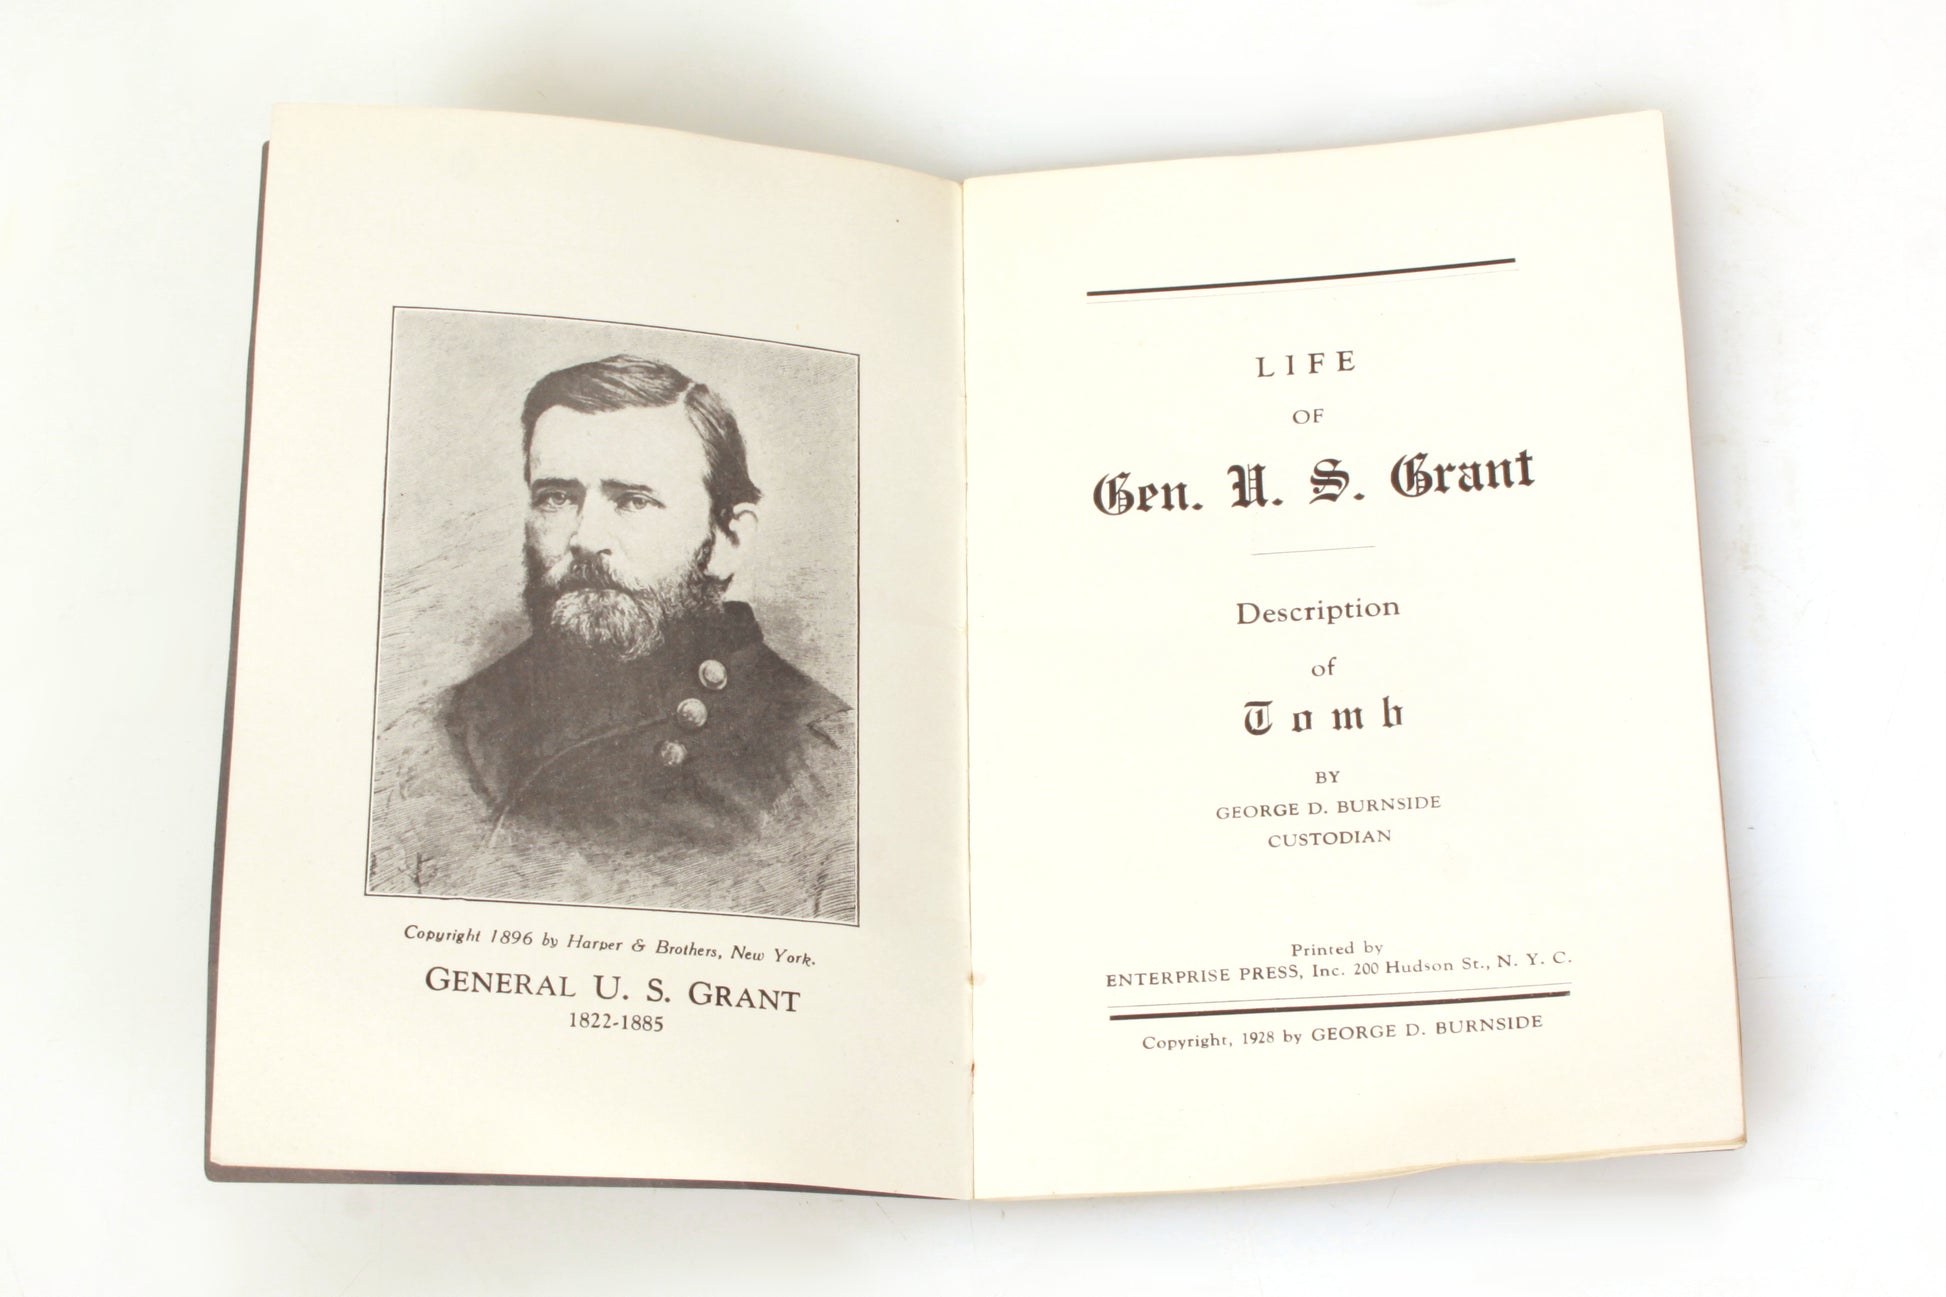 Copyright 1896 by Harper & Brothers, New York.
GENERAL U. S. GRANT
1822-1885
LIFE
OF
Gen. U. S. Grant
Description
of
Tomb
BY
GEORGE D. BURNSIDE
CUSTODIAN
Printed by
ENTERPRISE PRESS, Inc. 200 Hudson St., N. Y. C.
Copyright, 1928 by GEORGE D. BURNSIDE